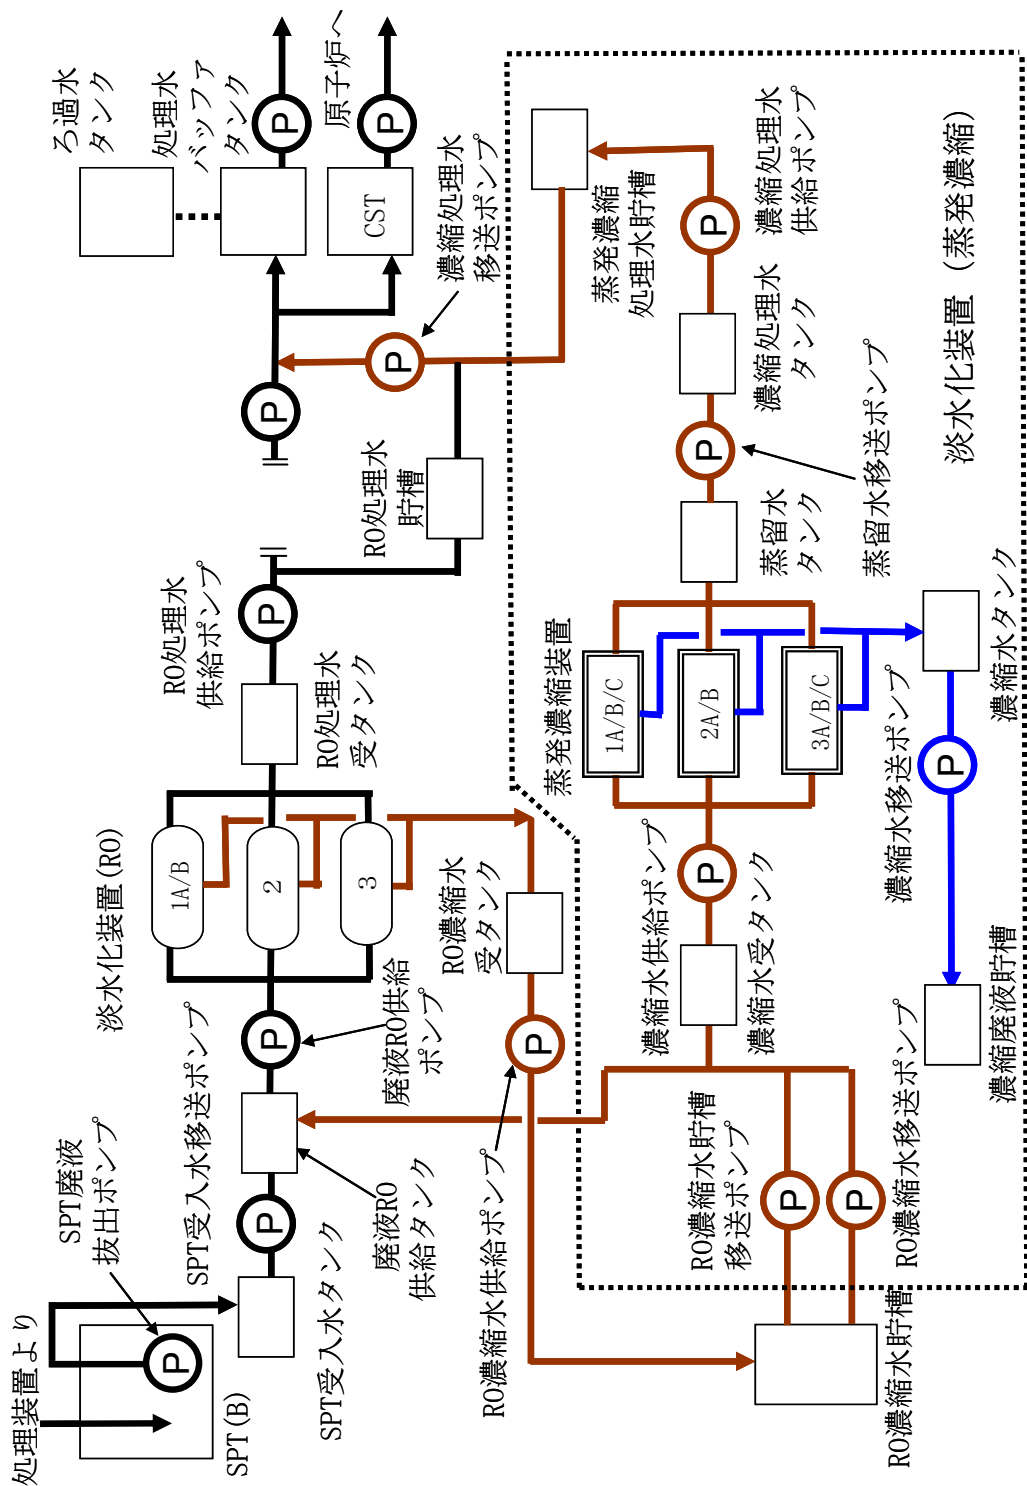 処理装置より
SPT(B)
SPT廃液
抜出ポンプ
P
SPT受入水タンク
SPT受入水移送ポンプ
P
廃液RO
供給タンク
廃液RO供給
ポンプ
P
淡水化装置(RO)
1A/B
2
3
RO処理水
受タンク
RO処理水
供給ポンプ
P
RO処理水
貯槽
P
ろ過水
タンク
処理水
バッファ
タンク
P
CST
P
原子炉へ
濃縮処理水
移送ポンプ
P
RO濃縮水
受タンク
RO濃縮水供給ポンプ
P
RO濃縮水貯槽
RO濃縮水貯槽
移送ポンプ
P
RO濃縮水移送ポンプ
P
濃縮水受タンク
濃縮水供給ポンプ
P
蒸発濃縮装置
1A/B/C
2A/B
3A/B/C
蒸留水
タンク
蒸留水移送ポンプ
P
濃縮処理水
タンク
濃縮処理水
供給ポンプ
P
蒸発濃縮
処理水貯槽
濃縮水タンク
濃縮水移送ポンプ
P
濃縮廃液貯槽
淡水化装置(蒸発濃縮)